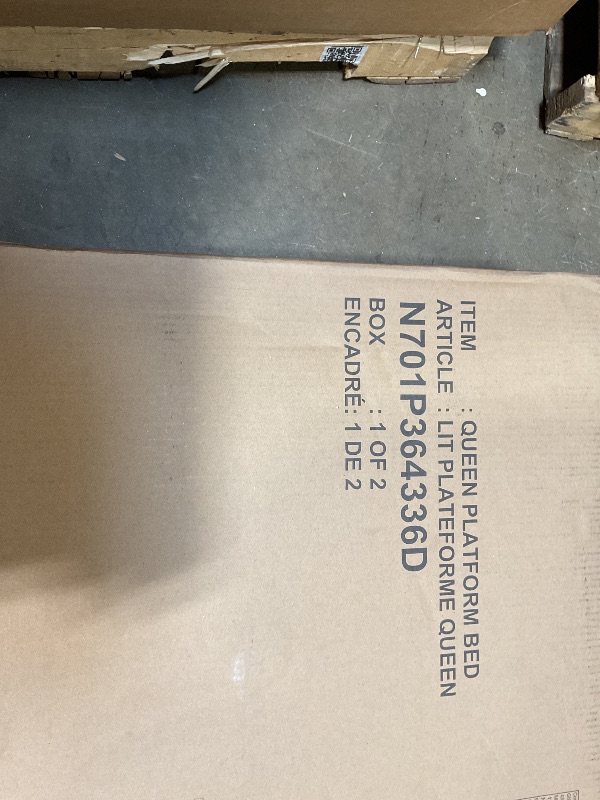 ITEM : QUEEN PLATFORM BED
ARTICLE : LIT PLATEFORME QUEEN
N701P364336D
BOX : 1 OF 2
ENCADRÉ: 1 DE 2